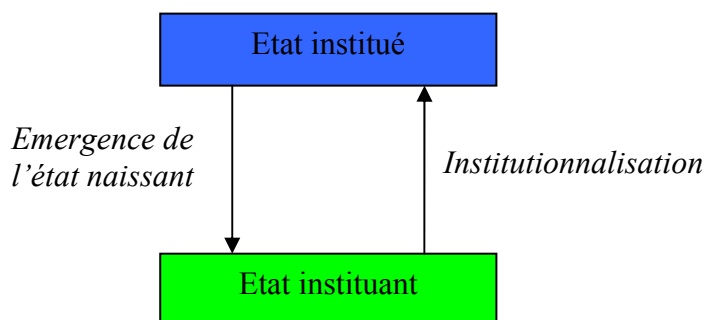 Etat institué
Emergence de
l'état naissant
Institutionnalisation
Etat instituant